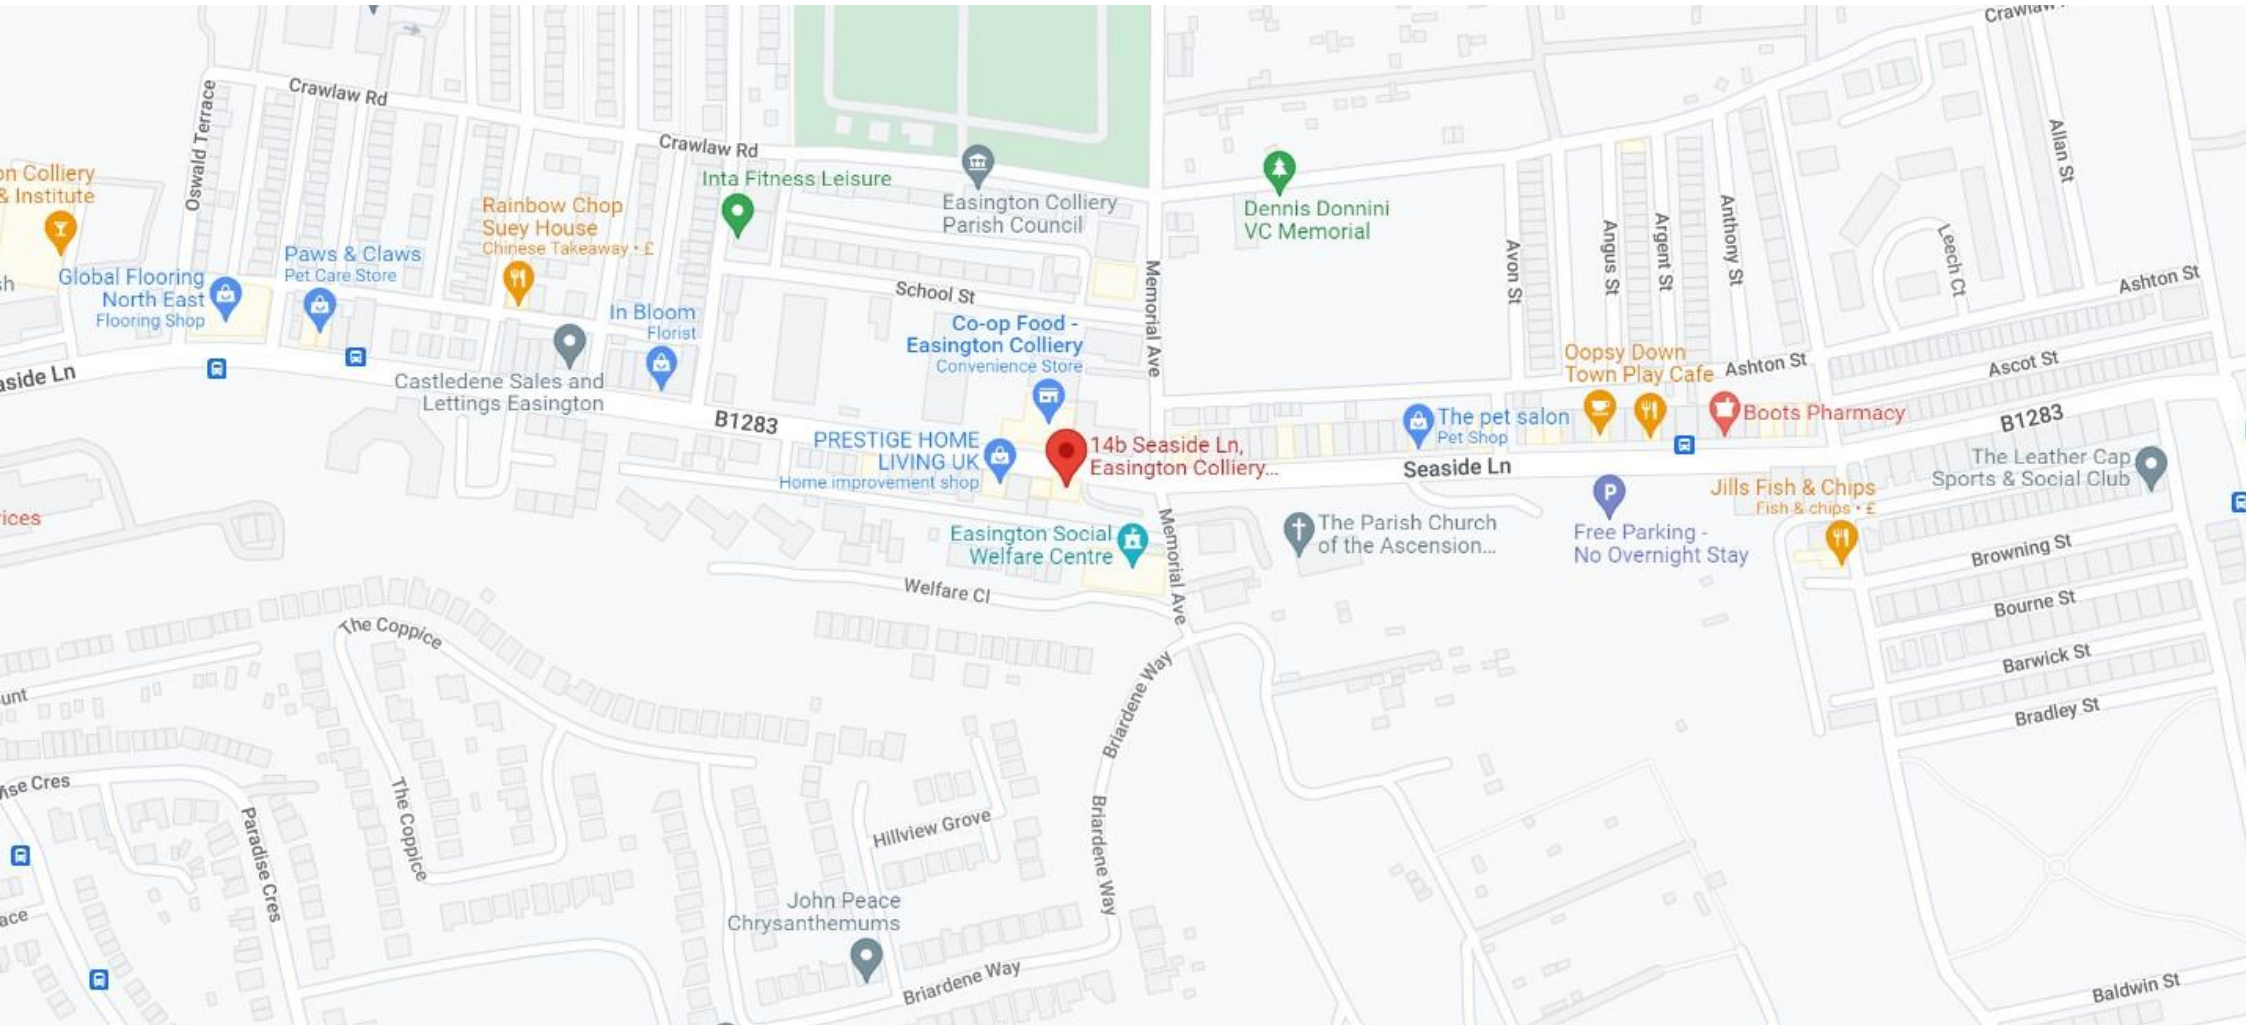 Crawlaw
Crawlaw Rd
Oswald Terrace
Crawlaw Rd
on Colliery
& Institute
Inta Fitness Leisure
Easington Colliery
Parish Council
Dennis Donnini
VC Memorial
Allan St
Rainbow Chop
Suey House
Chinese Takeaway • £
Paws & Claws
Pet Care Store
Global Flooring
North East
Flooring Shop
sh
Avon St
Angus St
Argent St
Anthony St
Leech Ct
Ashton St
School St
Memorial Ave
In Bloom
Florist
Co-op Food -
Easington Colliery
Convenience Store
Oopsy Down
Town Play Cafe
Ashton St
Ascot St
aside Ln
Castledene Sales and
Lettings Easington
B1283
The pet salon
Pet Shop
Boots Pharmacy
B1283
PRESTIGE HOME
LIVING UK
Home improvement shop
14b Seaside Ln,
Easington Colliery...
Seaside Ln
The Leather Cap
Sports & Social Club
Jills Fish & Chips
Fish & chips • £
P
Free Parking -
No Overnight Stay
ices
Easington Social
Welfare Centre
Memorial Ave
The Parish Church
of the Ascension...
Browning St
Welfare Cl
Bourne St
The Coppice
Barwick St
unt
Briardene Way
Bradley St
ise Cres
The Coppice
Paradise Cres
Hillview Grove
Briardene Way
John Peace
Chrysanthemums
ace
Briardene Way
Baldwin St